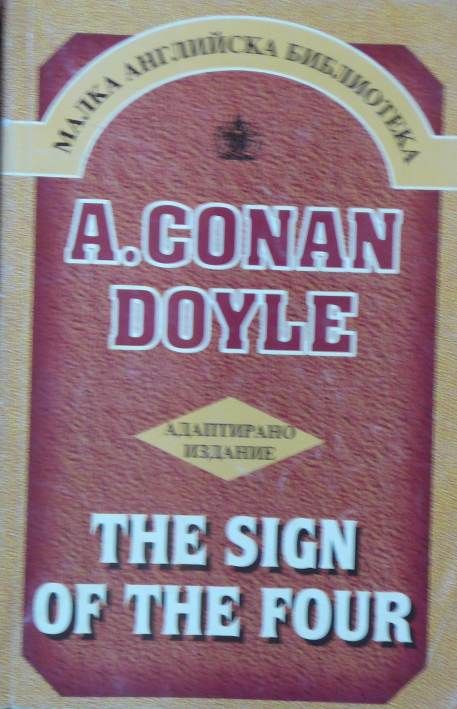 МАЛКА АНГЛИЙСКА БИБЛИОТЕКА
A.CONAN
DOYLE
АДАПТИРАНО
ИЗДАНИЕ
THE SIGN
OF THE FOUR